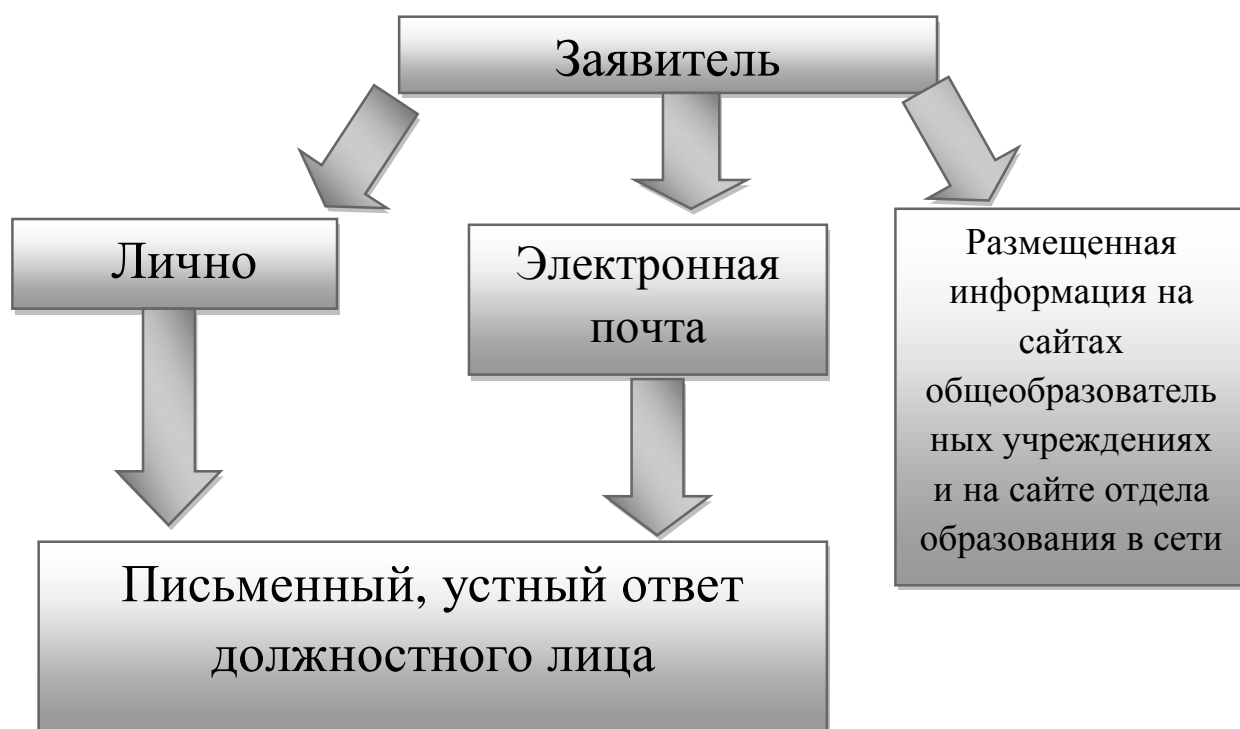 Заявитель
Лично
Электронная
почта
Размещенная
информация на
сайтах
общеобразователь
ных учреждениях
и на сайте отдела
образования в сети
Письменный, устный ответ
должностного лица